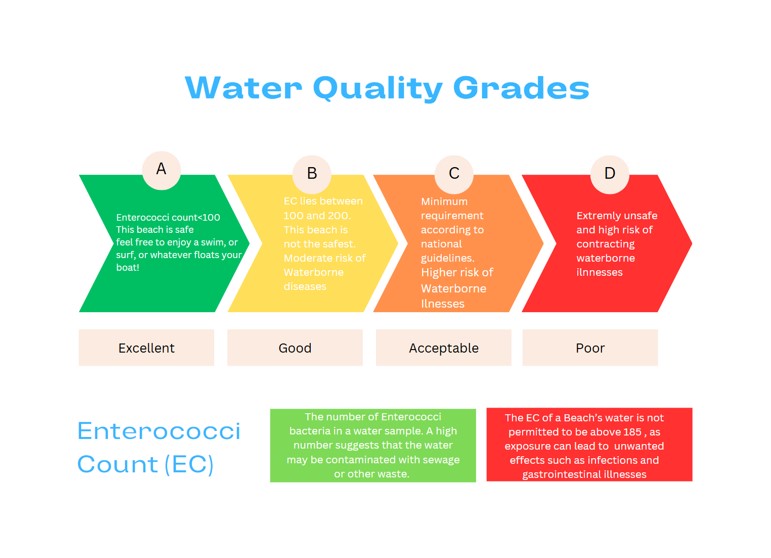 Water Quality Grades
A
B
C
D
Enterococci count<100
This beach is safe
feel free to enjoy a swim, or
surf, or whatever floats your
boat!
EC lies between
100 and 200.
This beach is
not the safest.
Moderate risk of
Waterborne
diseases
Minimum
requirement
according to
national
guidelines.
Higher risk of
Waterborne
Ilnesses
Extremly unsafe
and high risk of
contracting
waterborne
ilnnesses
Excellent
Good
Acceptable
Poor
Enterococci
Count (EC)
The number of Enterococci
bacteria in a water sample. A high
number suggests that the water
may be contaminated with sewage
or other waste.
The EC of a Beach's water is not
permitted to be above 185 , as
exposure can lead to unwanted
effects such as infections and
gastrointestinal illnesses